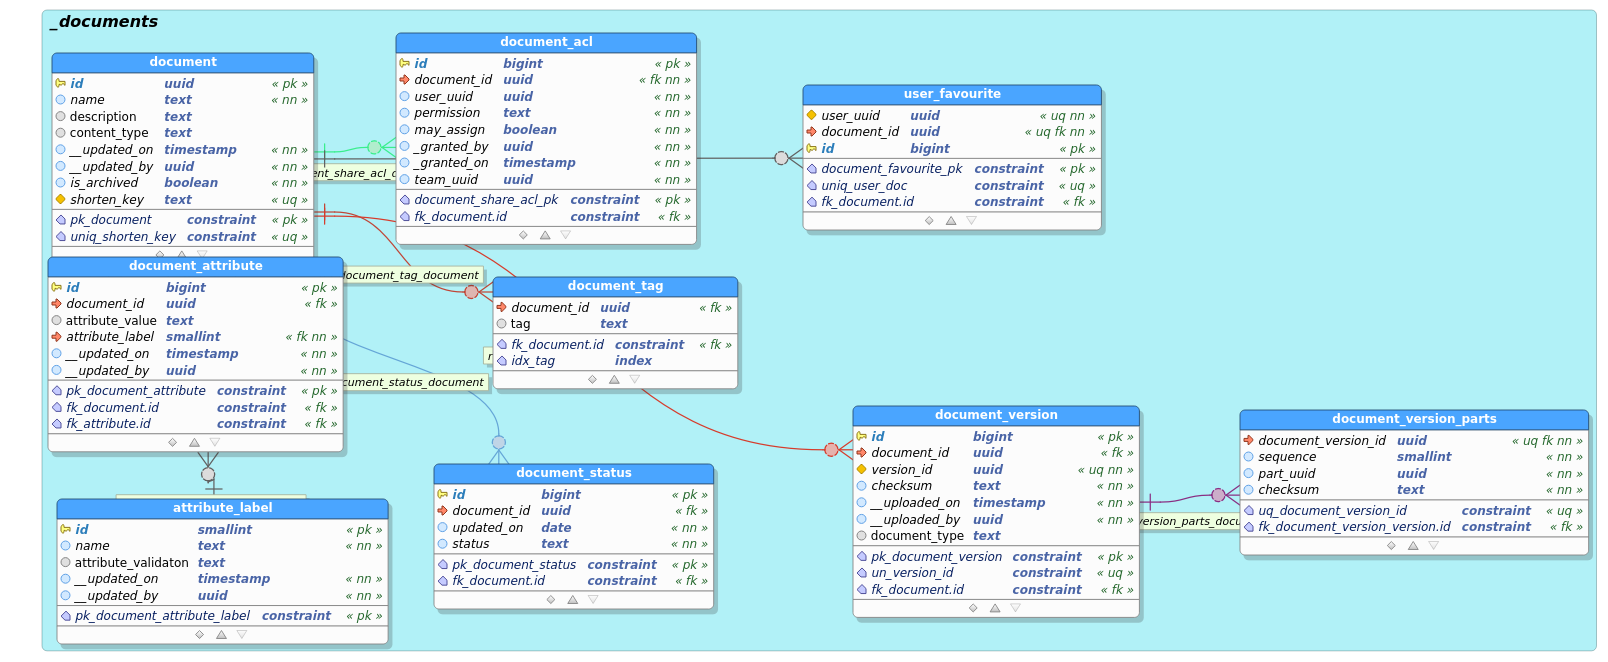 _documents
document
id uuid « pk »
name text « nn »
description text
content_type text
__updated_on timestamp « nn »
__updated_by uuid « nn »
is_archived boolean « nn »
shorten_key text « uq »
pk_document constraint « pk »
uniq_shorten_key constraint « uq »
document_acl
id bigint « pk »
document_id uuid « fk nn »
user_uuid uuid « nn »
permission text « nn »
may_assign boolean « nn »
_granted_by uuid « nn »
_granted_on timestamp « nn »
team_uuid uuid « nn »
document_share_acl_pk constraint « pk »
fk_document.id constraint « fk »
user_favourite
user_uuid uuid « uq nn »
document_id uuid « uq fk nn »
id bigint « pk »
document_favourite_pk constraint « pk »
uniq_user_doc constraint « uq »
fk_document.id constraint « fk »
document_attribute
id bigint « pk »
document_id uuid « fk »
attribute_value text
attribute_label smallint « fk nn »
__updated_on timestamp « nn »
__updated_by uuid « nn »
pk_document_attribute constraint « pk »
fk_document.id constraint « fk »
fk_attribute.id constraint « fk »
document_tag
document_id uuid « fk »
tag text
fk_document.id constraint « fk »
idx_tag index
attribute_label
id smallint « pk »
name text « nn »
attribute_validaton text
__updated_on timestamp « nn »
__updated_by uuid « nn »
pk_document_attribute_label constraint « pk »
document_status
id bigint « pk »
document_id uuid « fk »
updated_on date « nn »
status text « nn »
pk_document_status constraint « pk »
fk_document.id constraint « fk »
document_version
id bigint « pk »
document_id uuid « fk »
version_id uuid « uq nn »
checksum text « nn »
__uploaded_on timestamp « nn »
__uploaded_by uuid « nn »
document_type text
pk_document_version constraint « pk »
un_version_id constraint « uq »
fk_document.id constraint « fk »
document_version_parts
document_version_id uuid « uq fk nn »
sequence smallint « nn »
part_uuid uuid « nn »
checksum text « nn »
uq_document_version_id constraint « uq »
fk_document_version_version.id constraint « fk »